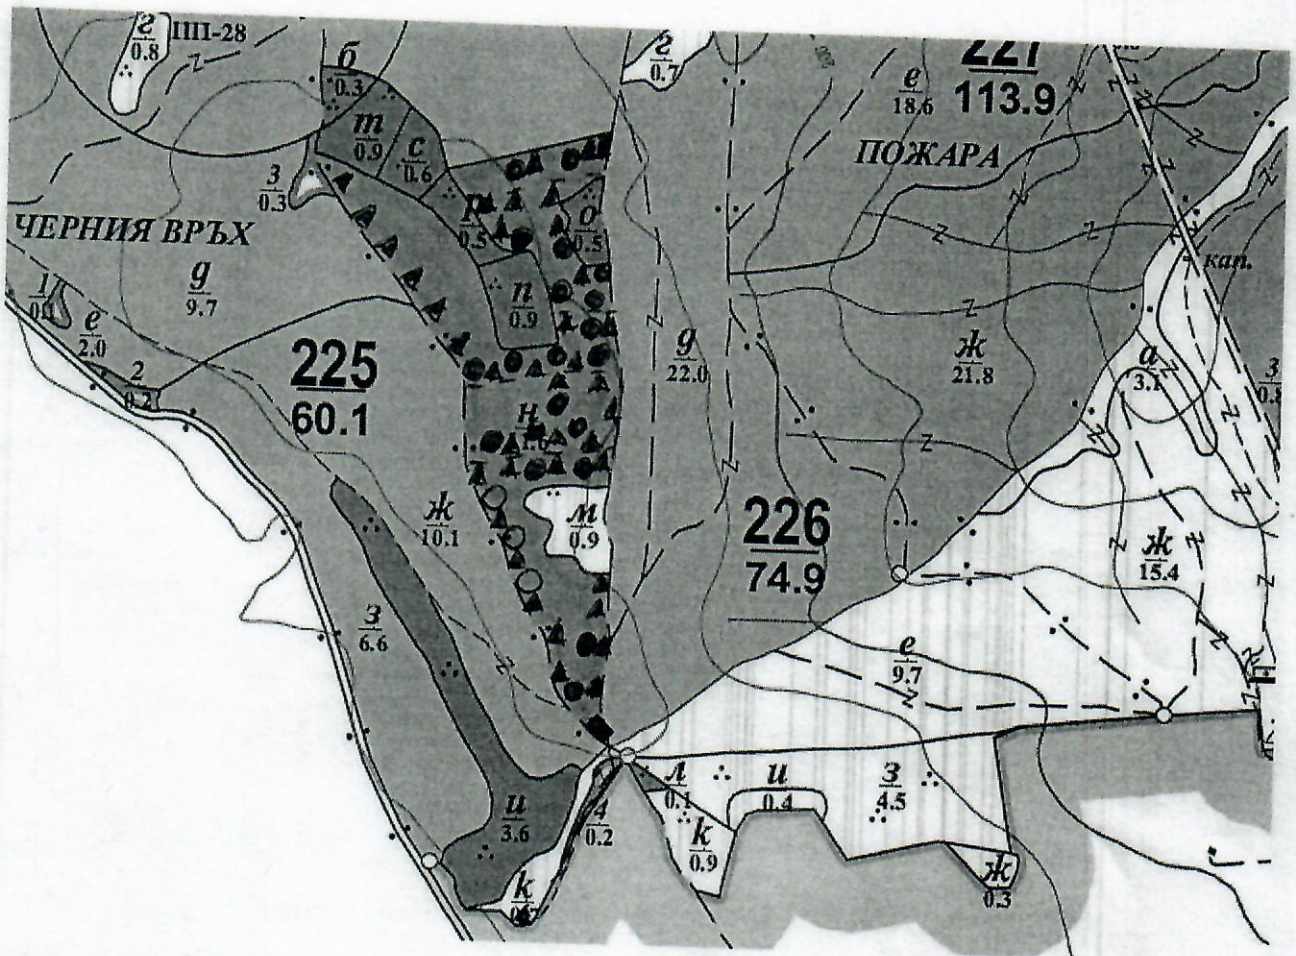 г
0.8
ПП-28
б
0.3
т
0.9
с
0.6
з
0.3
ЧЕРНИЯ ВРЪХ
д
9.7
1
0.1
е
2.0
2
0.2
225
60.1
р
0.5
о
0.5
п
0.9
н
м
0.9
ж
10.1
з
6.6
и
3.6
к
4
0.2
г
0.7
е
18.6
227
113.9
ПОЖАРА
кап.
д
22.0
ж
21.8
а
3.1
з
0.8
226
74.9
ж
15.4
е
9.7
л
0.1
и
0.4
з
4.5
к
0.9
ж
0.3